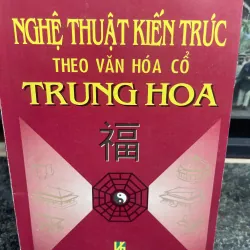 NGHỆ THUẬT KIẾN TRÚC
THEO VĂN HÓA CỔ
TRUNG HOA
福